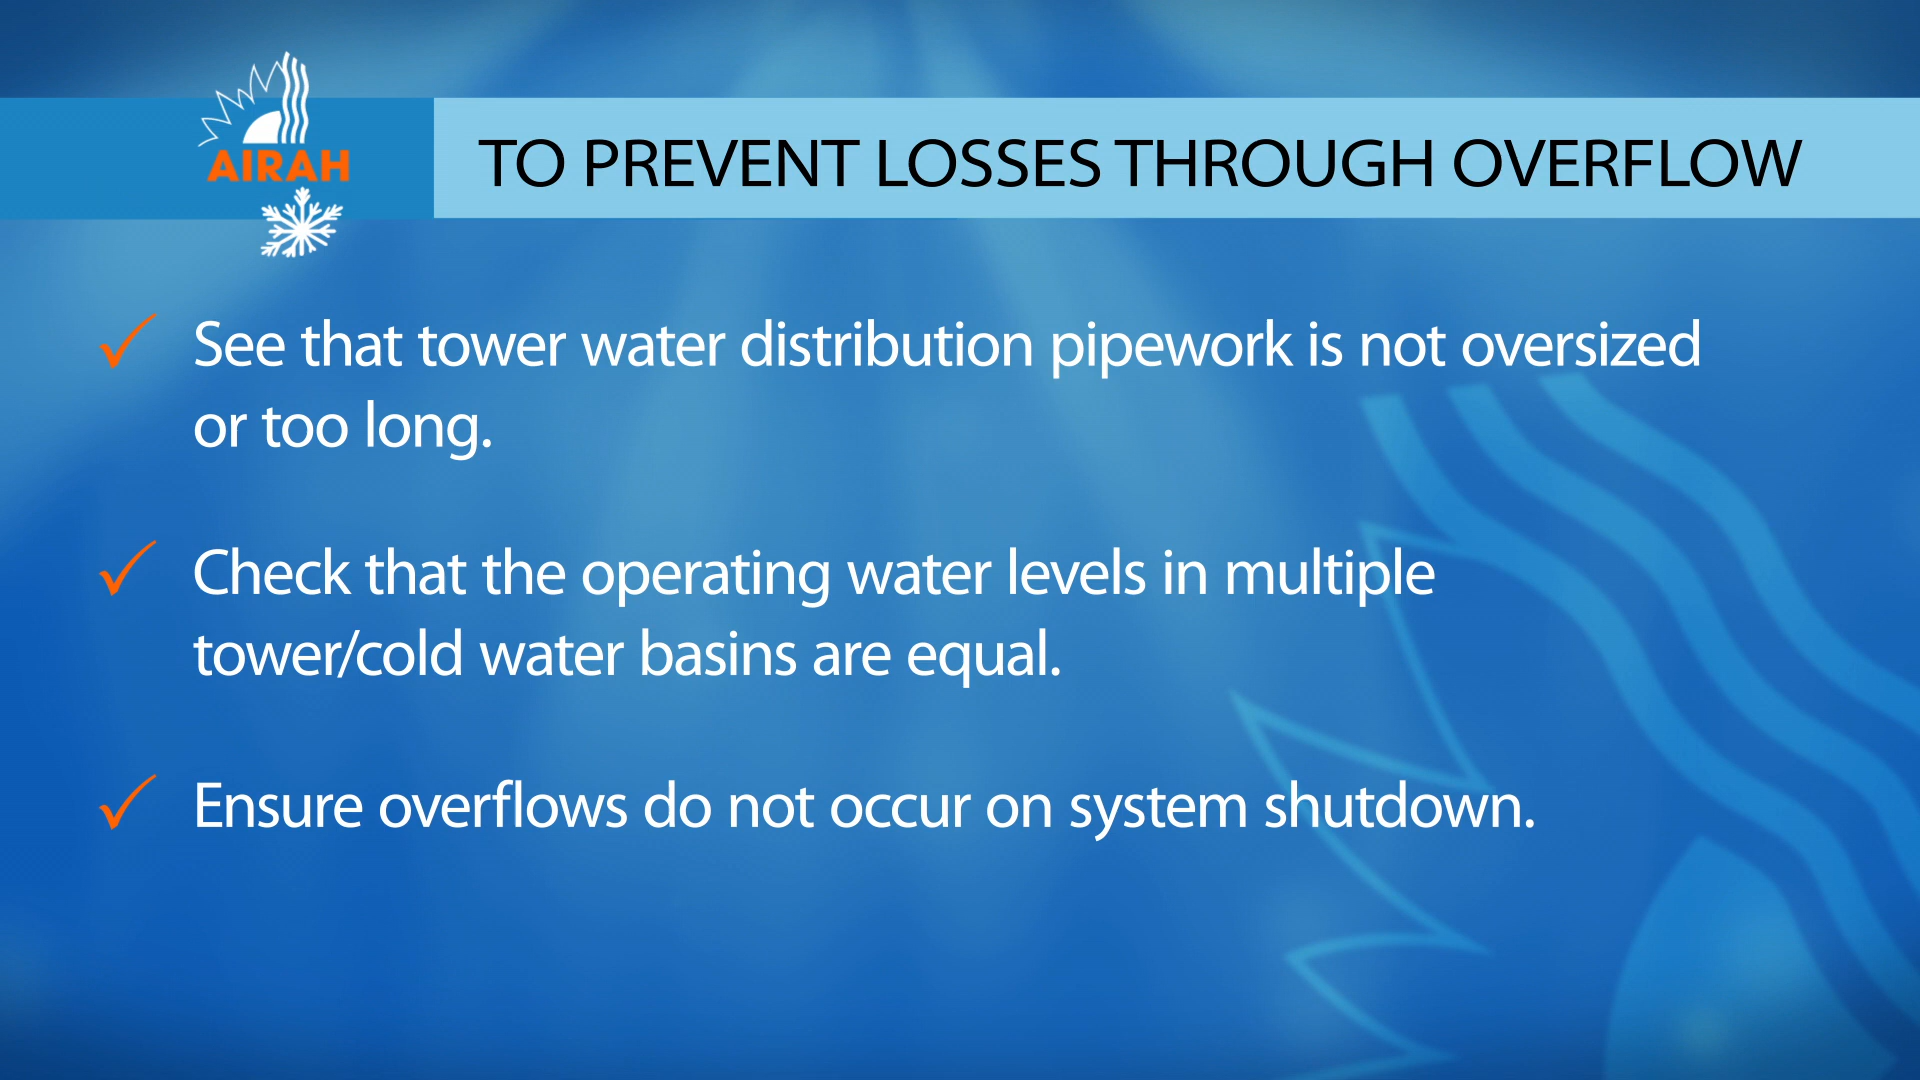 AIRAH
TO PREVENT LOSSES THROUGH OVERFLOW
See that tower water distribution pipework is not oversized
or too long.
Check that the operating water levels in multiple
tower/cold water basins are equal.
Ensure overflows do not occur on system shutdown.